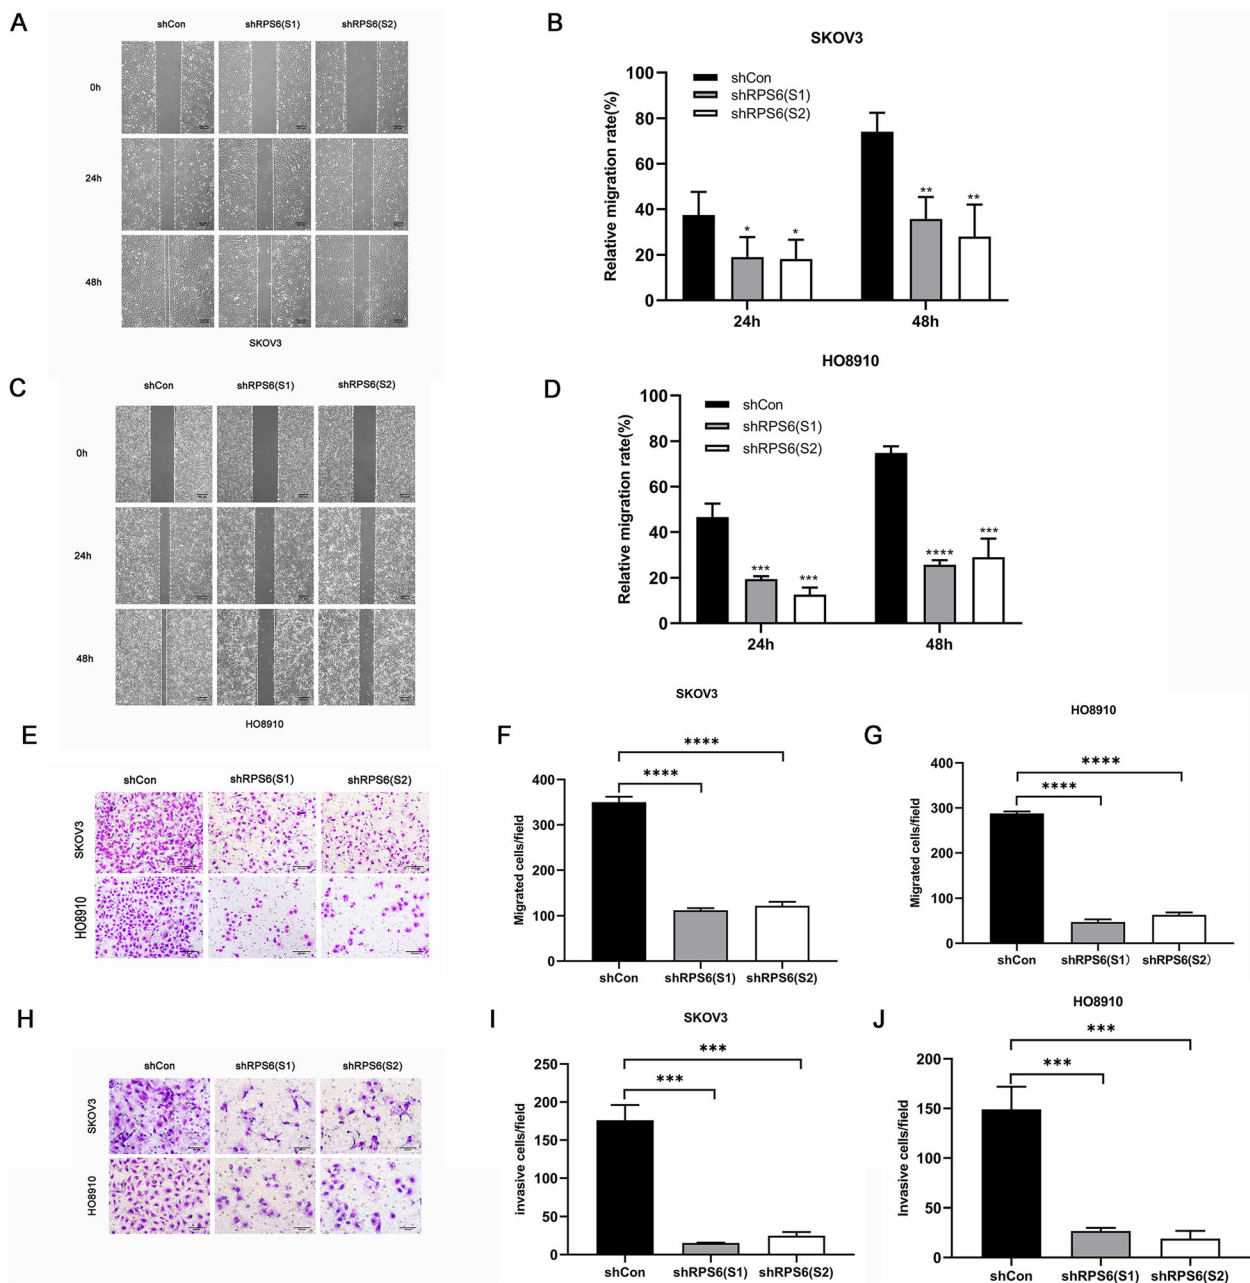 A
shCon shRPS6(S1) shRPS6(S2)
0h
24h
48h
SKOV3
B
SKOV3
shCon
shRPS6(S1)
shRPS6(S2)
Relative migration rate(%)
100
80
60
40
20
0
* *
** **
24h 48h
C
shCon shRPS6(S1) shRPS6(S2)
0h
24h
48h
HO8910
D
HO8910
shCon
shRPS6(S1)
shRPS6(S2)
Relative migration rate(%)
100
80
60
40
20
0
*** ***
**** ***
24h 48h
E
shCon shRPS6(S1) shRPS6(S2)
SKOV3
HO8910
F
SKOV3
****
****
Migrated cells/field
400
300
200
100
0
shCon shRPS6(S1) shRPS6(S2)
G
HO8910
****
****
Migrated cells/field
400
300
200
100
0
shCon shRPS6(S1) shRPS6(S2)
H
shCon shRPS6(S1) shRPS6(S2)
SKOV3
HO8910
I
SKOV3
***
***
invasive cells/field
250
200
150
100
50
0
shCon shRPS6(S1) shRPS6(S2)
J
HO8910
***
***
Invasive cells/field
200
150
100
50
0
shCon shRPS6(S1) shRPS6(S2)